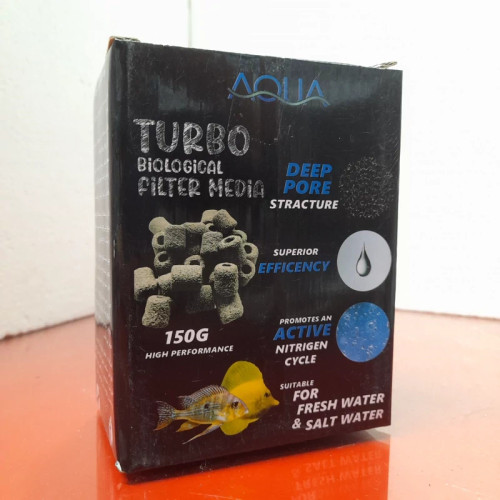 AQUA
TURBO
BIOLOGICAL
FILTER MEDIA
DEEP
PORE
STRACTURE
SUPERIOR
EFFICENCY
150G
HIGH PERFORMANCE
PROMOTES AN
ACTIVE
NITRIGEN
CYCLE
SUITABLE
FOR
FRESH WATER
& SALT WATER